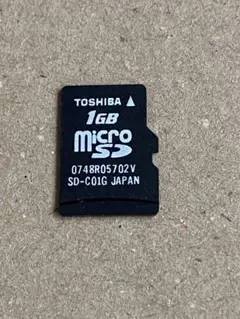 TOSHIBA
1GB
micro
SD
0748R05702V
SD-C01G JAPAN